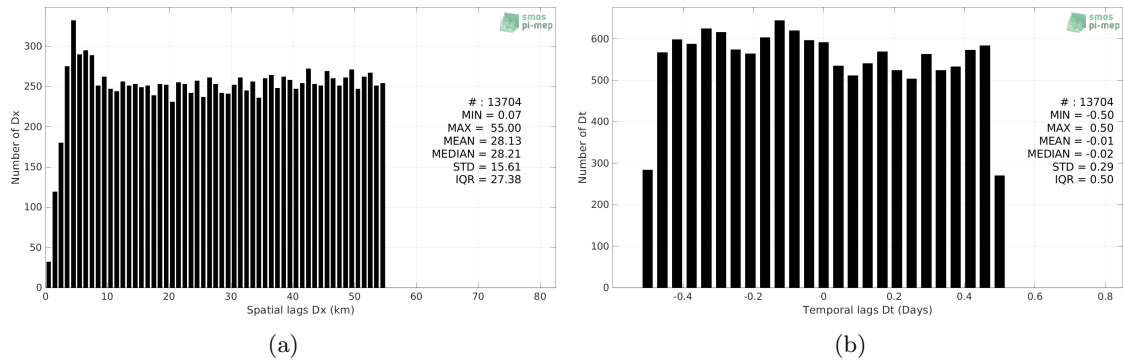 smos
pi-mep
Number of Dx
300
250
200
150
100
50
0
# : 13704
MIN = 0.07
MAX = 55.00
MEAN = 28.13
MEDIAN = 28.21
STD = 15.61
IQR = 27.38
0 10 20 30 40 50 60 70 80
Spatial lags Dx (km)
(a)
smos
pi-mep
Number of Dt
600
500
400
300
200
100
0
# : 13704
MIN = -0.50
MAX = 0.50
MEAN = -0.01
MEDIAN = -0.02
STD = 0.29
IQR = 0.50
-0.4 -0.2 0 0.2 0.4 0.6 0.8
Temporal lags Dt (Days)
(b)